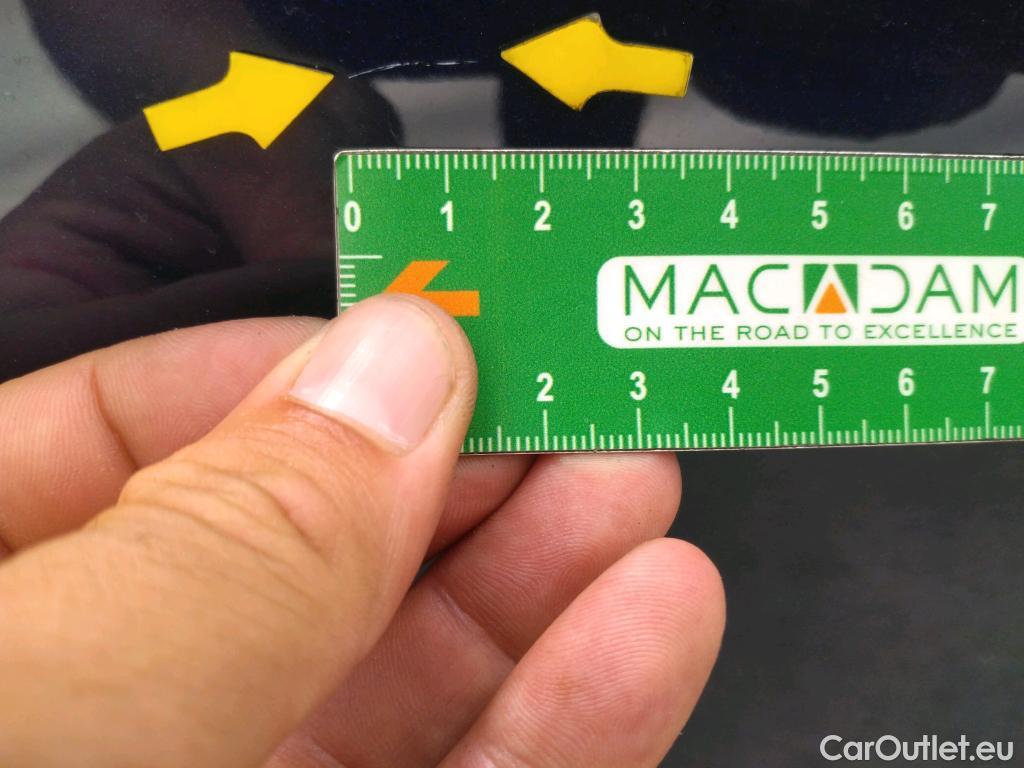 0 1 2 3 4 5 6 7
MACADAM
ON THE ROAD TO EXCELLENCE
2 3 4 5 6 7
CarOutlet.eu